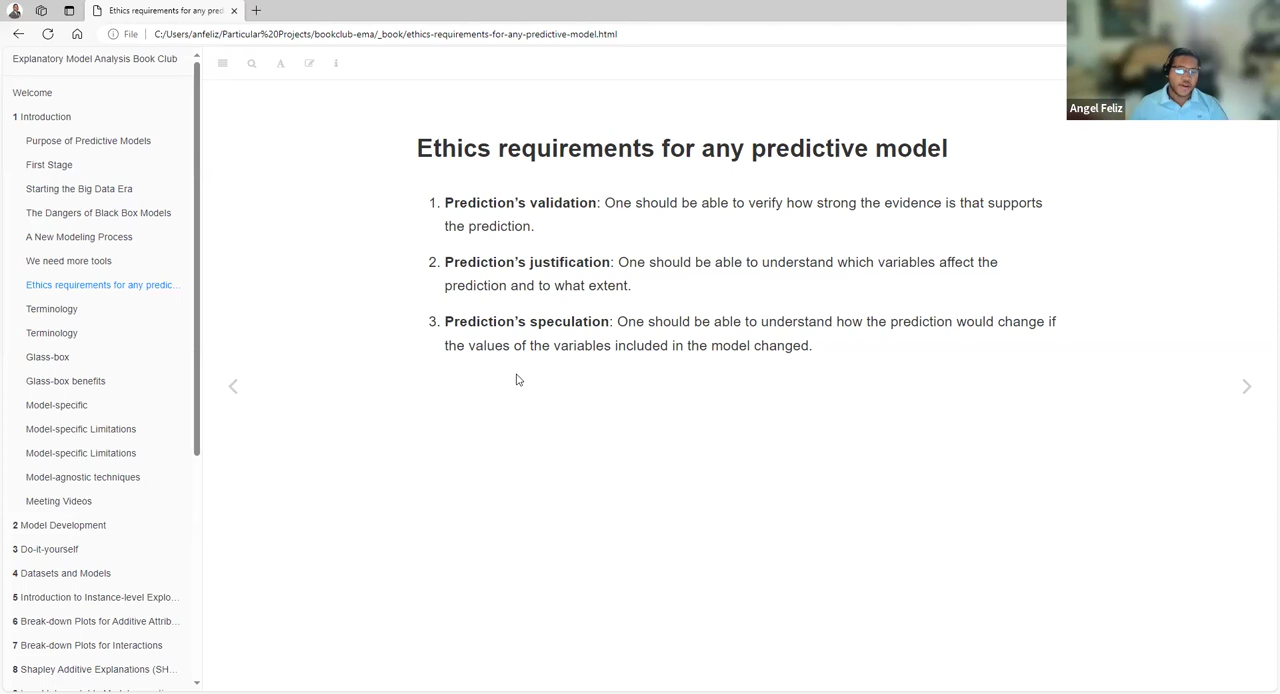 Ethics requirements for any pred
File
C:/Users/anfeliz/Particular%20Projects/bookclub-ema/_book/ethics-requirements-for-any-predictive-model.html
Explanatory Model Analysis Book Club
Welcome
1 Introduction
Purpose of Predictive Models
First Stage
Starting the Big Data Era
The Dangers of Black Box Models
A New Modeling Process
We need more tools
Ethics requirements for any predic...
Terminology
Terminology
Glass-box
Glass-box benefits
Model-specific
Model-specific Limitations
Model-specific Limitations
Model-agnostic techniques
Meeting Videos
2 Model Development
3 Do-it-yourself
4 Datasets and Models
5 Introduction to Instance-level Explo...
6 Break-down Plots for Additive Attrib...
7 Break-down Plots for Interactions
8 Shapley Additive Explanations (SH...
Ethics requirements for any predictive model
1. Prediction’s validation: One should be able to verify how strong the evidence is that supports
the prediction.
2. Prediction’s justification: One should be able to understand which variables affect the
prediction and to what extent.
3. Prediction’s speculation: One should be able to understand how the prediction would change if
the values of the variables included in the model changed.
Angel Feliz